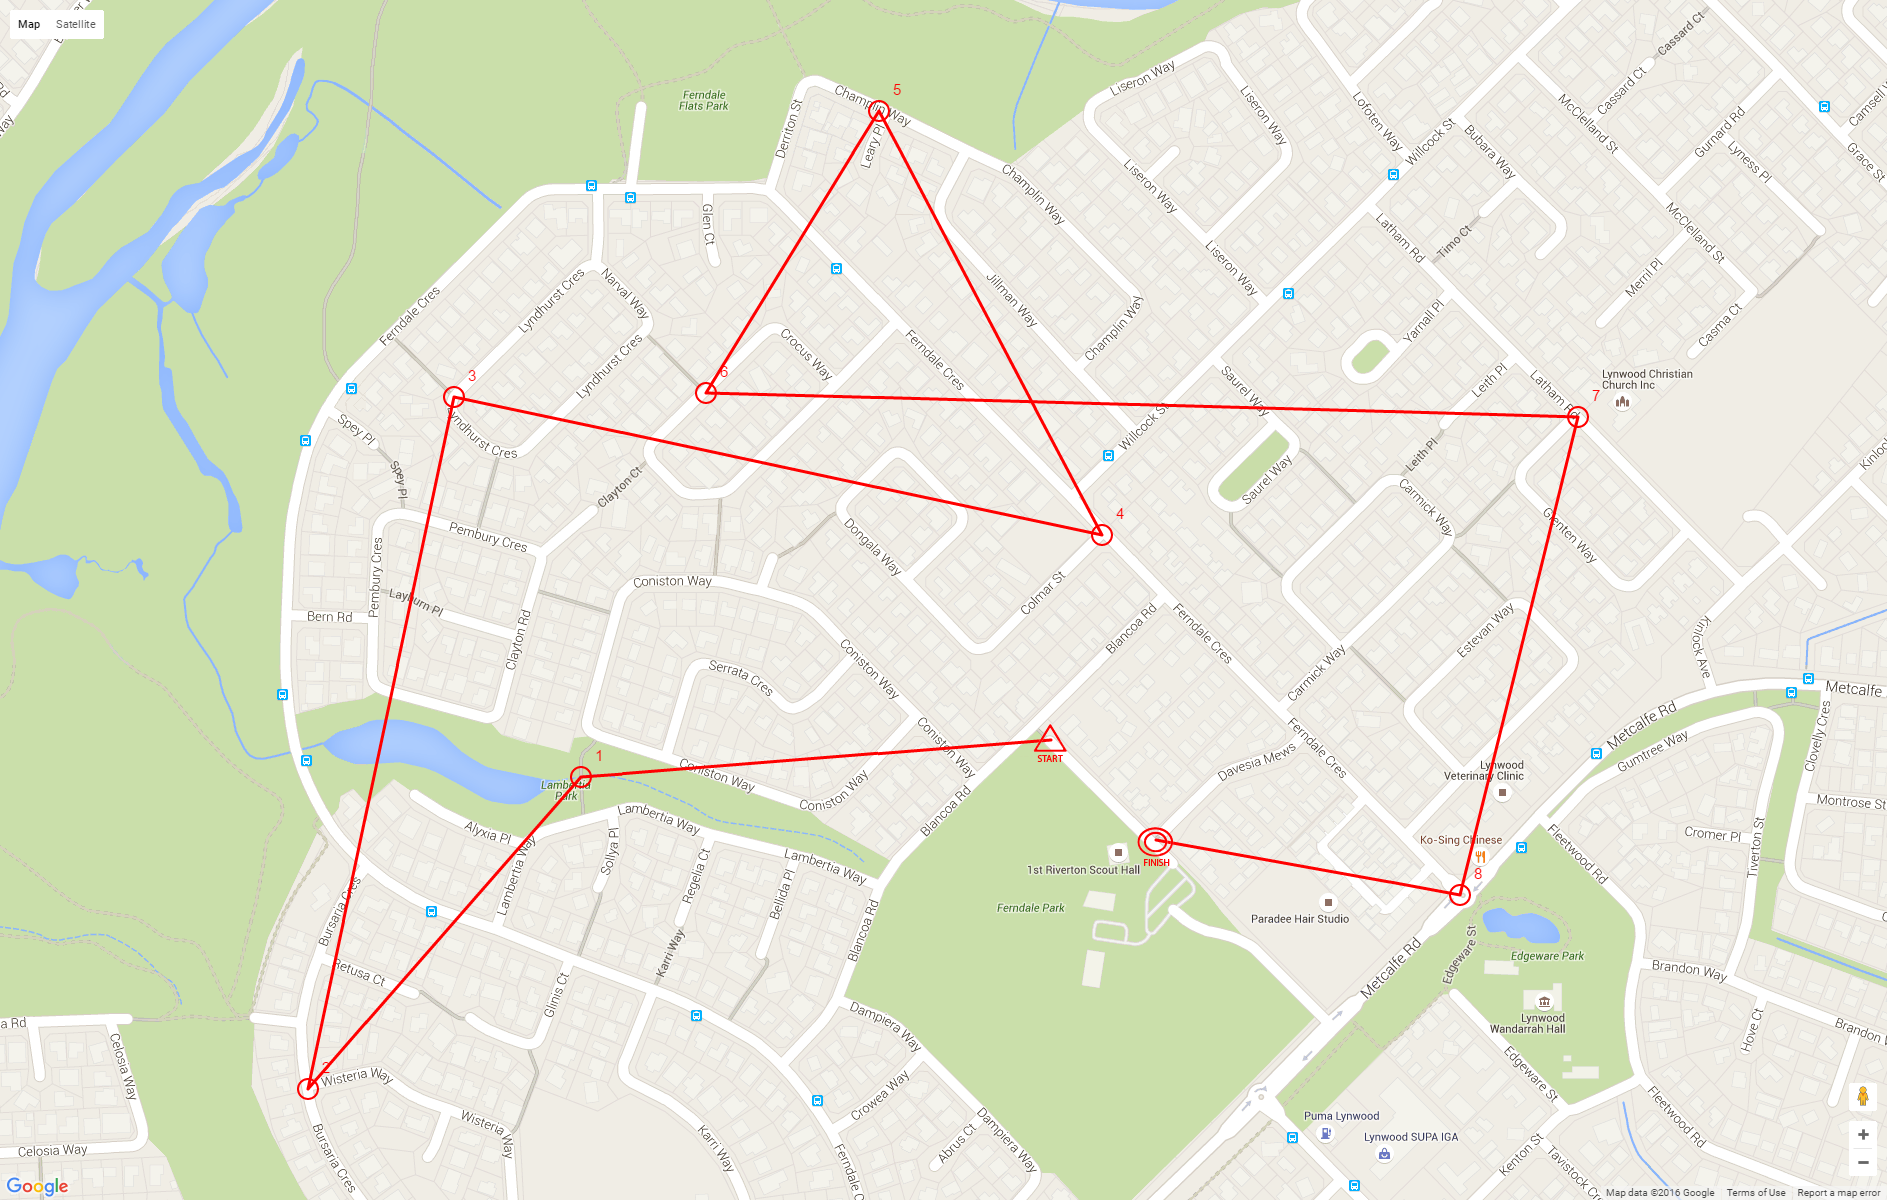 Map
Satellite
Ferndale
Flats Park
5
Champlin Way
Derriton St
Leary Pl
Liseron Way
Liseron Way
Lofoten Way
Willcock St
Bubara Way
McClelland St
Cassard Ct
Cassard Ct
Gurnard Rd
Lyness Pl
Grace St
Glen Ct
Champlin Way
Liseron Way
Liseron Way
Latham Rd
Timo Ct
McClelland St
Merril Pl
Casma Ct
Yarnall Pl
Ferndale Cres
Lyndhurst Cres
Narval Way
Lyndhurst Cres
Crocus Way
Ferndale Cres
Jillman Way
Champlin Way
3
6
7
Lynwood Christian
Church Inc
Latham Rd
Leith Pl
Leith Pl
Saurel Way
Saurel Way
Willcock St
Spey Pl
Spey Pl
Lyndhurst Cres
Clayton Ct
4
Carmick Way
Glenten Way
Pembury Cres
Pembury Cres
Dongala Way
Colmar St
Coniston Way
Layburn Pl
Bern Rd
Clayton Rd
Serrata Cres
Coniston Way
Blancoa Rd
Ferndale Cres
Carmick Way
Estevan Way
Kinlock Ave
Metcalfe
Metcalfe Rd
Gumtree Way
Clovelly Cres
START
1
Lambertia
Park
Coniston Way
Coniston Way
Coniston Way
Blancoa Rd
Davesia Mews
Ferndale Cres
Lynwood
Veterinary Clinic
Montrose St
Cromer Pl
Tiverton St
Fleetwood Rd
Ko-Sing Chinese
8
Alyxia Pl
Lambertia Way
Lambertia Way
Sollya Pl
Regelia Ct
Lambertia Way
Bellida Pl
Blancoa Rd
FINISH
1st Riverton Scout Hall
Ferndale Park
Paradee Hair Studio
Metcalfe Rd
Edgeware St
Edgeware Park
Brandon Way
Brandon W
Hove Ct
Lynwood
Wandarrah Hall
Edgeware St
Fleetwood Rd
Bursaria Cres
Retusa Ct
Glinis Ct
Karri Way
Dampiera Way
Crowea Way
Abrus Ct
Dampiera Way
Karri Way
2
Wisteria Way
Wisteria Way
Bursaria Cres
a Rd
Celosia Way
Celosia Way
Puma Lynwood
Lynwood SUPA IGA
Kenton St
Tavistock Cr
Google
Map data ©2016 Google
Terms of Use
Report a map error